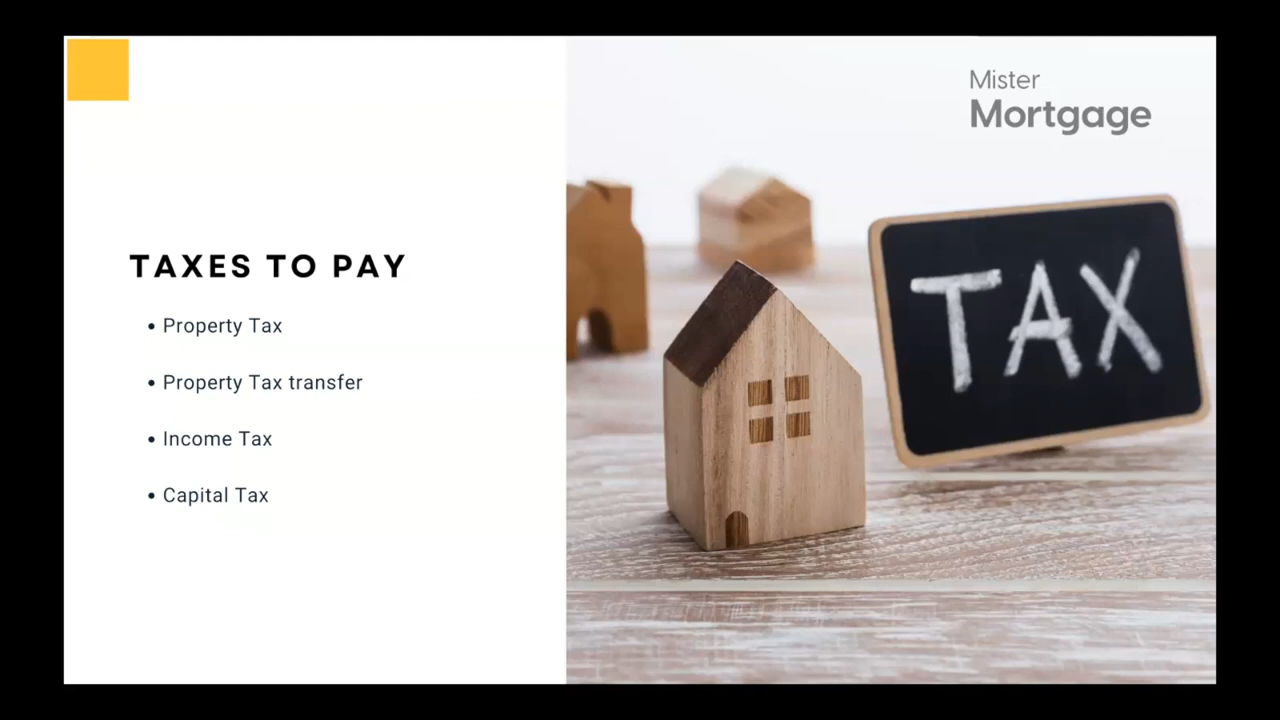 Mister
Mortgage
TAXES TO PAY
• Property Tax
• Property Tax transfer
• Income Tax
• Capital Tax
TAX